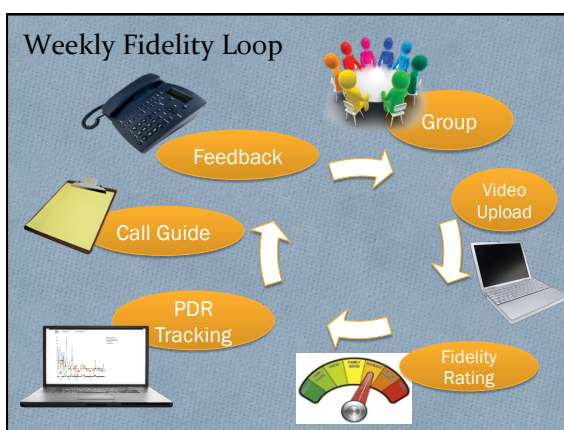 Weekly Fidelity Loop
Group
Video
Upload
Fidelity
Rating
PDR
Tracking
Call Guide
Feedback